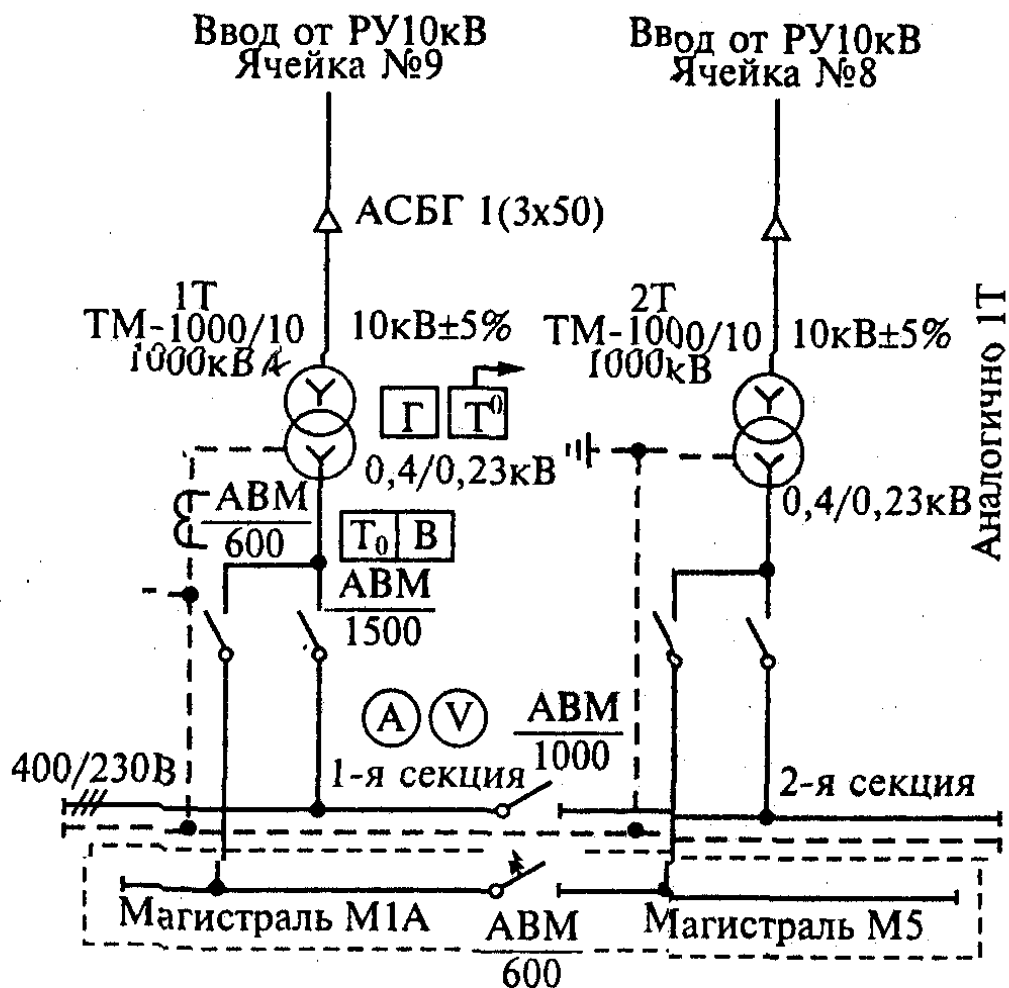 Ввод от РУ10кВ
Ячейка №9
Ввод от РУ10кВ
Ячейка №8
АСБГ 1(3х50)
1Т
ТМ-1000/10
1000кВА
10кВ±5%
2Т
ТМ-1000/10
1000кВ
10кВ±5%
Аналогично 1Т
Г
Т⁰
0,4/0,23кВ
0,4/0,23кВ
АВМ
600
Т₀
В
АВМ
1500
А
V
АВМ
1000
400/230В
1-я секция
2-я секция
Магистраль М1А
АВМ
600
Магистраль М5